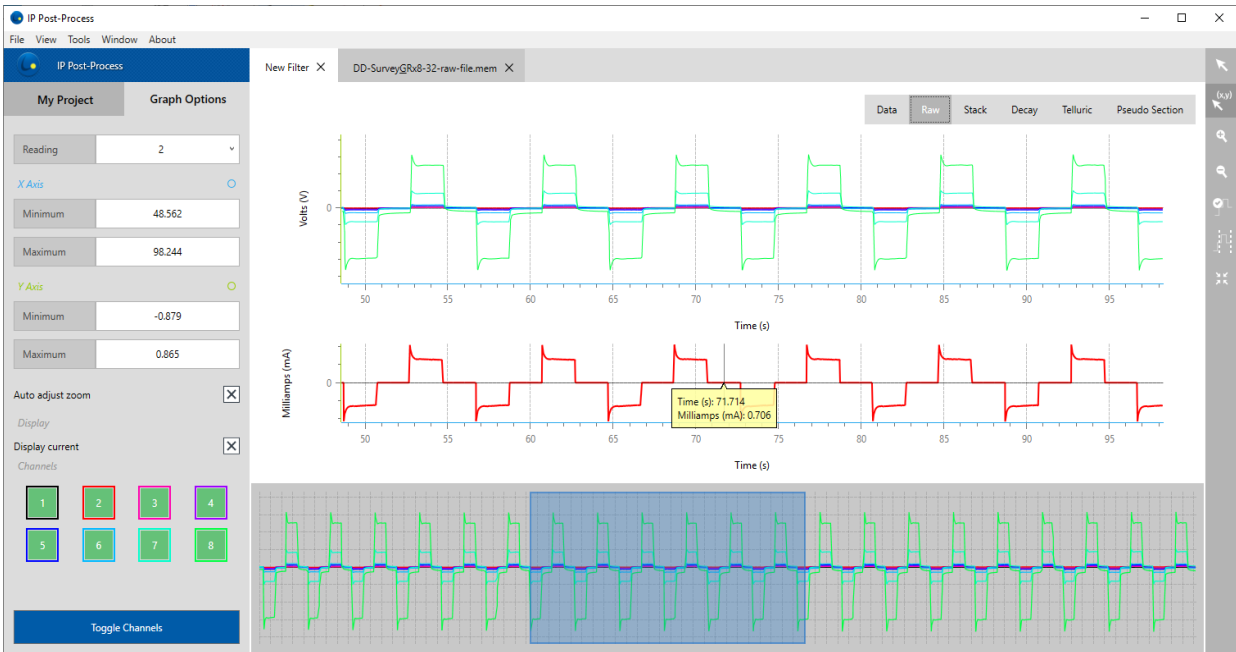 IP Post-Process
File View Tools Window About
IP Post-Process
My Project Graph Options
Reading 2
X Axis
Minimum 48.562
Maximum 98.244
Y Axis
Minimum -0.879
Maximum 0.865
Auto adjust zoom
Display
Display current
Channels
1 2 3 4
5 6 7 8
Toggle Channels
New Filter DD-SurveyGRx8-32-raw-file.mem
Data Raw Stack Decay Telluric Pseudo Section
Volts (V)
0
50 55 60 65 70 75 80 85 90 95
Time (s)
Milliamps (mA)
0
Time (s): 71.714
Milliamps (mA): 0.706
50 55 60 65 70 75 80 85 90 95
Time (s)
(x,y)